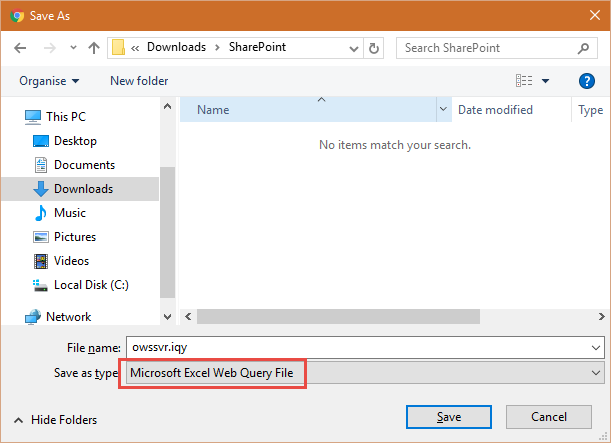 Save As
« Downloads > SharePoint
Search SharePoint
Organise New folder
?
Name Date modified Type
This PC
No items match your search.
Desktop
Documents
Downloads
Music
Pictures
Videos
Local Disk (C:)
Network
File name: owssvr.iqy
Save as type: Microsoft Excel Web Query File
Hide Folders Save Cancel